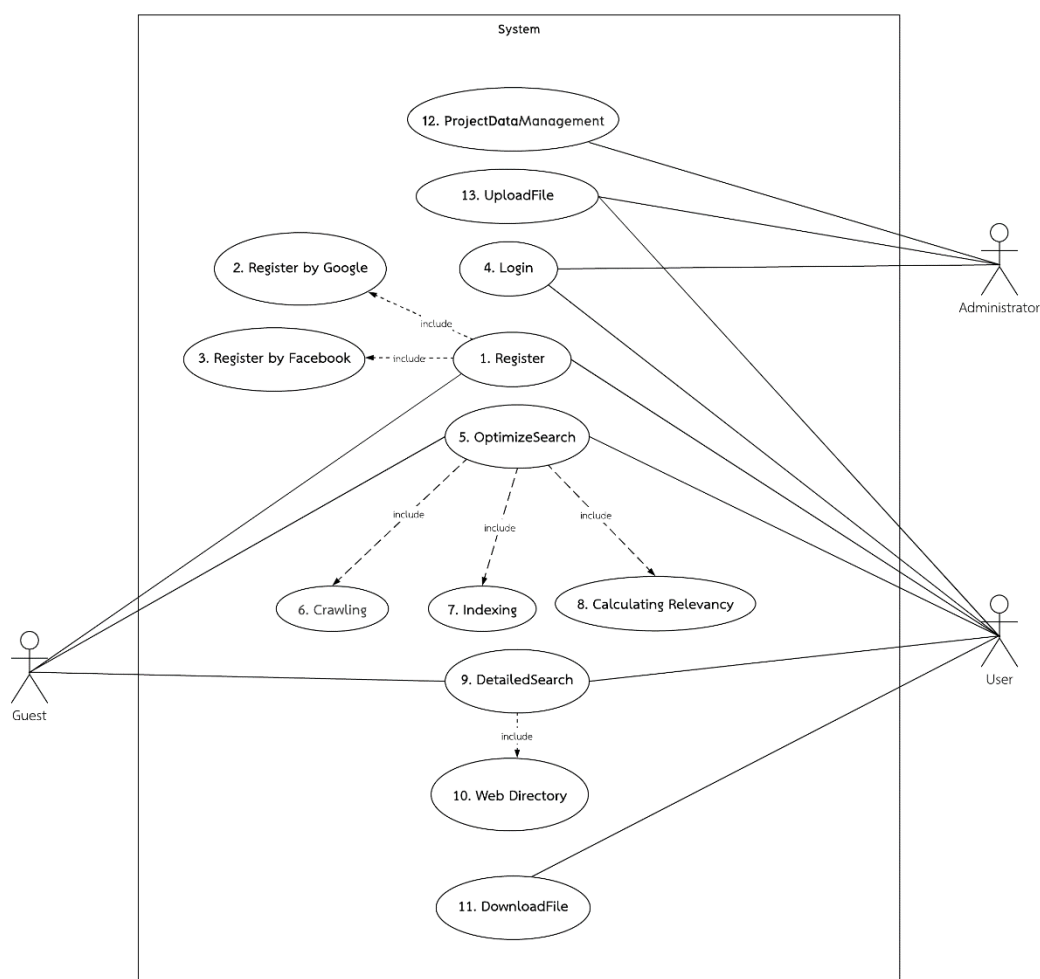 System
12. ProjectDataManagement
13. UploadFile
2. Register by Google
4. Login
Administrator
include
3. Register by Facebook
include
1. Register
5. OptimizeSearch
include
include
include
6. Crawling
7. Indexing
8. Calculating Relevancy
9. DetailedSearch
Guest
User
include
10. Web Directory
11. DownloadFile